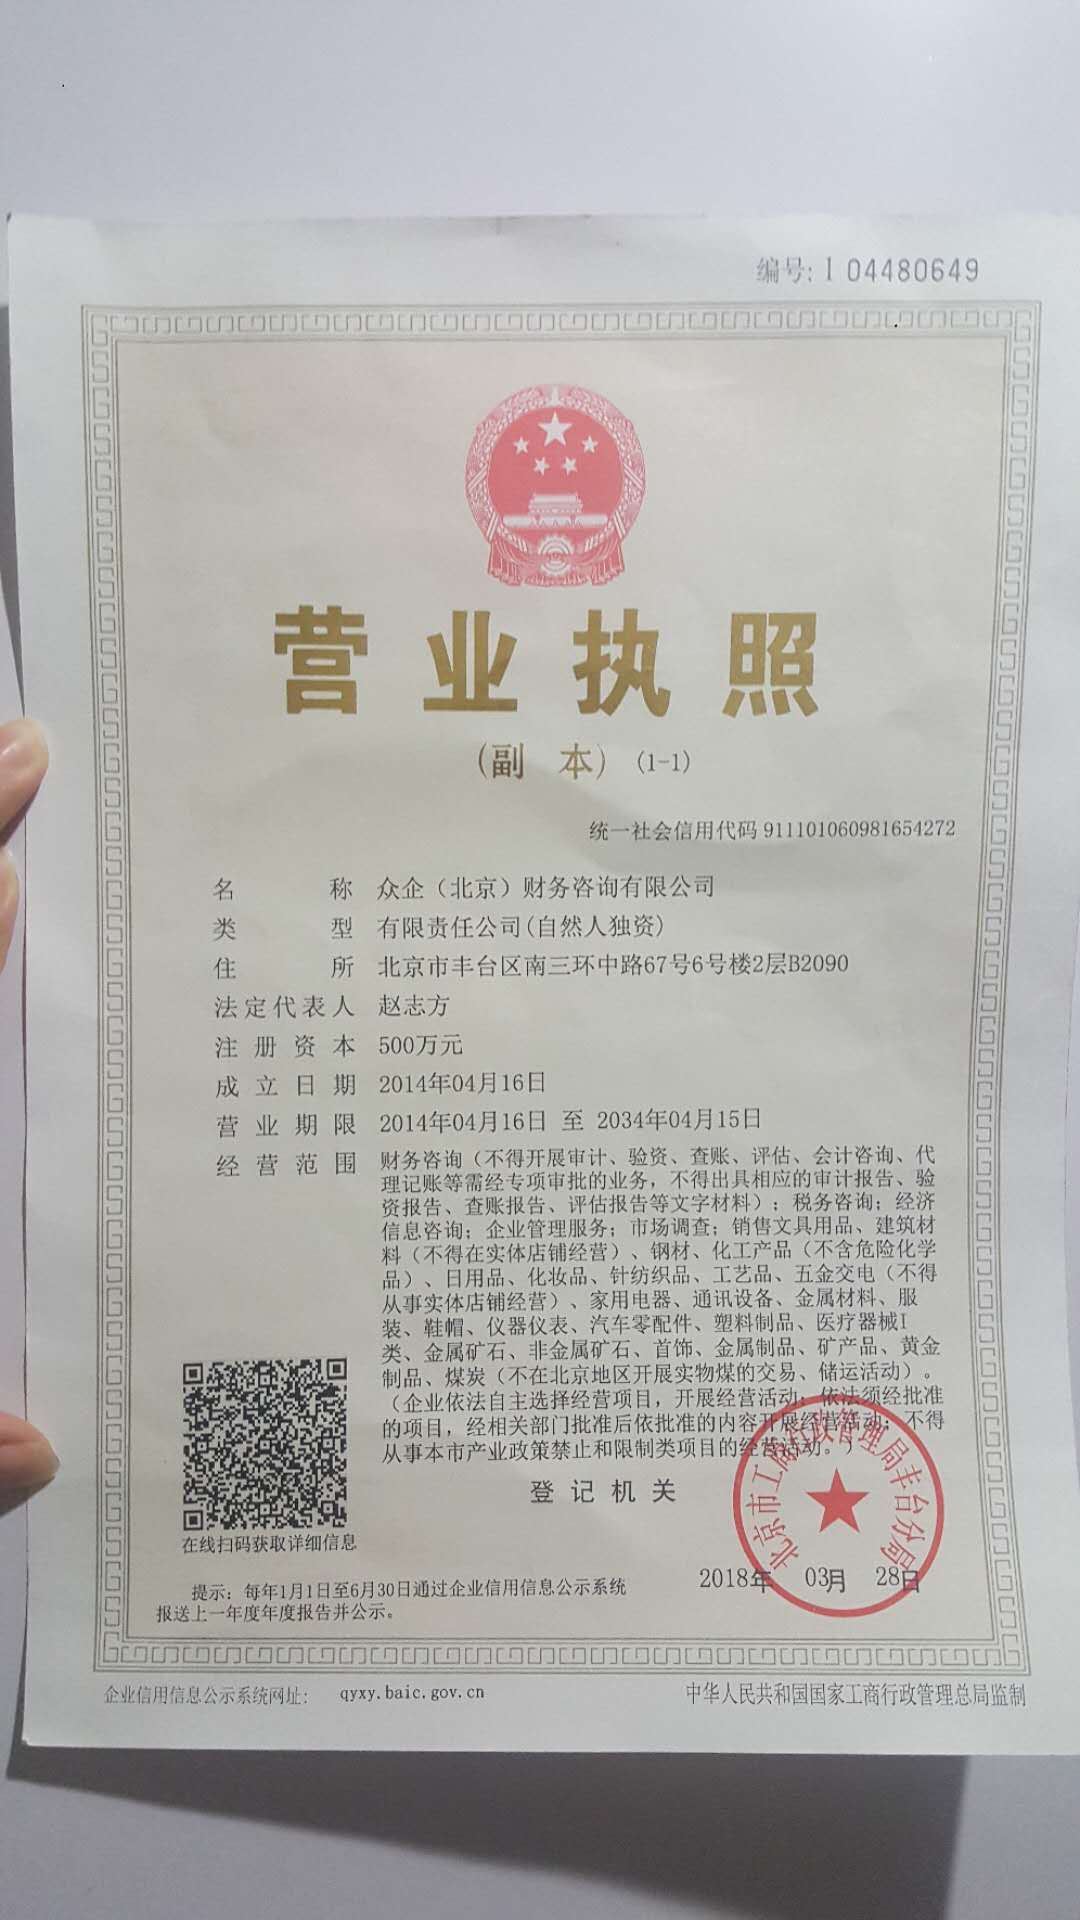 编号: 1 04480649
营业执照
(副 本) (1-1)
统一社会信用代码 911101060981654272
名 称 众企（北京）财务咨询有限公司
类 型 有限责任公司(自然人独资)
住 所 北京市丰台区南三环中路67号6号楼2层B2090
法定代表人 赵志方
注 册 资 本 500万元
成 立 日 期 2014年04月16日
营 业 期 限 2014年04月16日 至 2034年04月15日
经 营 范 围 财务咨询（不得开展审计、验资、查账、评估、会计咨询、代
理记账等需经专项审批的业务，不得出具相应的审计报告、验
资报告、查账报告、评估报告等文字材料）；税务咨询；经济
信息咨询；企业管理服务；市场调查；销售文具用品、建筑材
料（不得在实体店铺经营）、钢材、化工产品（不含危险化学
品）、日用品、化妆品、针纺织品、工艺品、五金交电（不得
从事实体店铺经营）、家用电器、通讯设备、金属材料、服
装、鞋帽、仪器仪表、汽车零配件、塑料制品、医疗器械I
类、金属矿石、非金属矿石、首饰、金属制品、矿产品、黄金
制品、煤炭（不在北京地区开展实物煤的交易、储运活动）。
（企业依法自主选择经营项目，开展经营活动；依法须经批准
的项目，经相关部门批准后依批准的内容开展经营活动；不得
从事本市产业政策禁止和限制类项目的经营活动。）
登 记 机 关
北京市工商行政管理局丰台分局
2018年 03月 28日
在线扫码获取详细信息
提示：每年1月1日至6月30日通过企业信用信息公示系统
报送上一年度年度报告并公示。
企业信用信息公示系统网址： qyxy.baic.gov.cn
中华人民共和国国家工商行政管理总局监制